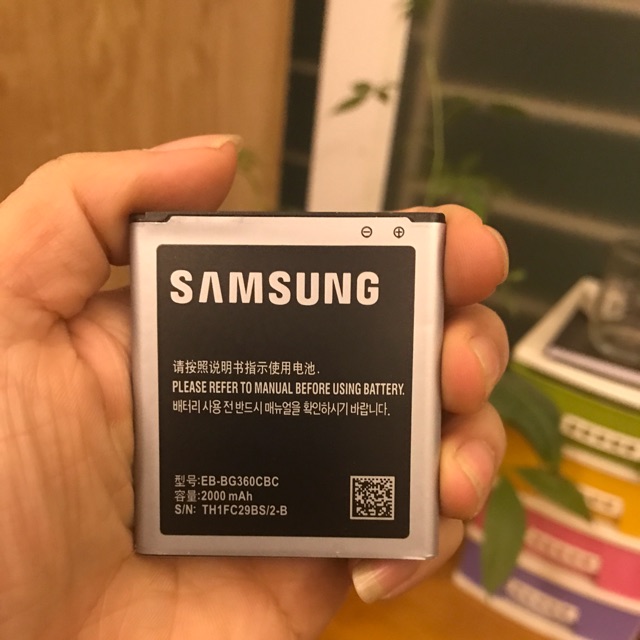 ⊖ ⊕
SAMSUNG
请按照说明书指示使用电池.
PLEASE REFER TO MANUAL BEFORE USING BATTERY.
배터리 사용 전 반드시 매뉴얼을 확인하시기 바랍니다.
型号:EB-BG360CBC
容量:2000 mAh
S/N: TH1FC29BS/2-B